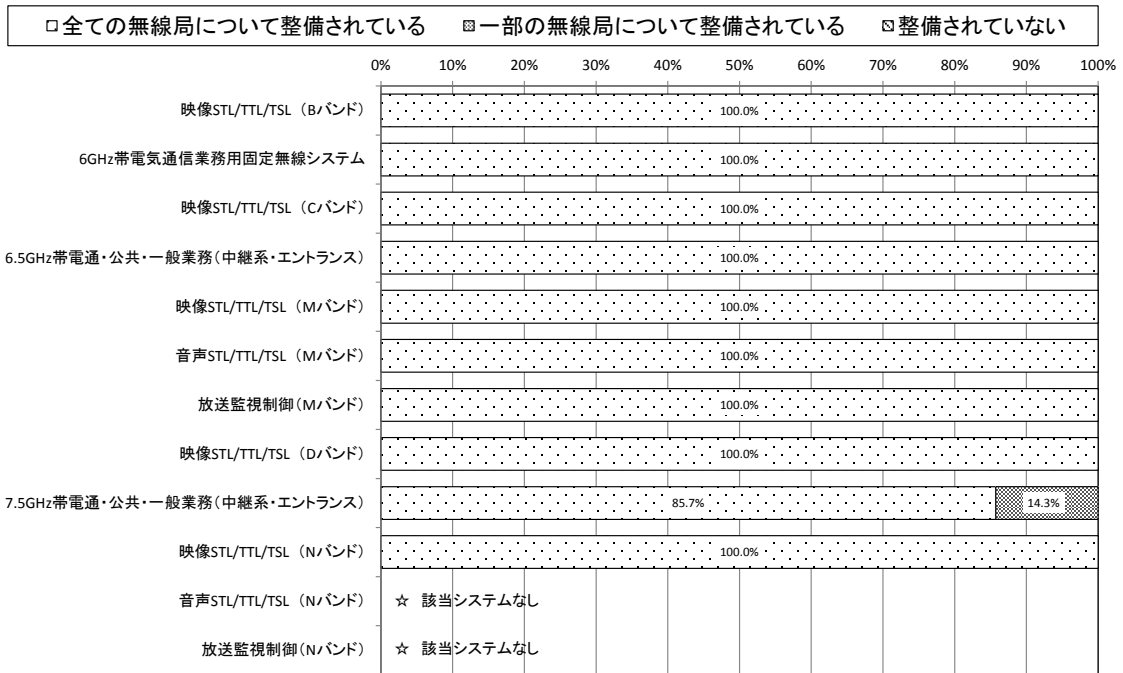 全ての無線局について整備されている 一部の無線局について整備されている 整備されていない
0% 10% 20% 30% 40% 50% 60% 70% 80% 90% 100%
映像STL/TTL/TSL（Bバンド） 100.0%
6GHz帯電気通信業務用固定無線システム 100.0%
映像STL/TTL/TSL（Cバンド） 100.0%
6.5GHz帯電通・公共・一般業務（中継系・エントランス） 100.0%
映像STL/TTL/TSL（Mバンド） 100.0%
音声STL/TTL/TSL（Mバンド） 100.0%
放送監視制御（Mバンド） 100.0%
映像STL/TTL/TSL（Dバンド） 100.0%
7.5GHz帯電通・公共・一般業務（中継系・エントランス） 85.7% 14.3%
映像STL/TTL/TSL（Nバンド） 100.0%
音声STL/TTL/TSL（Nバンド） ☆ 該当システムなし
放送監視制御（Nバンド） ☆ 該当システムなし